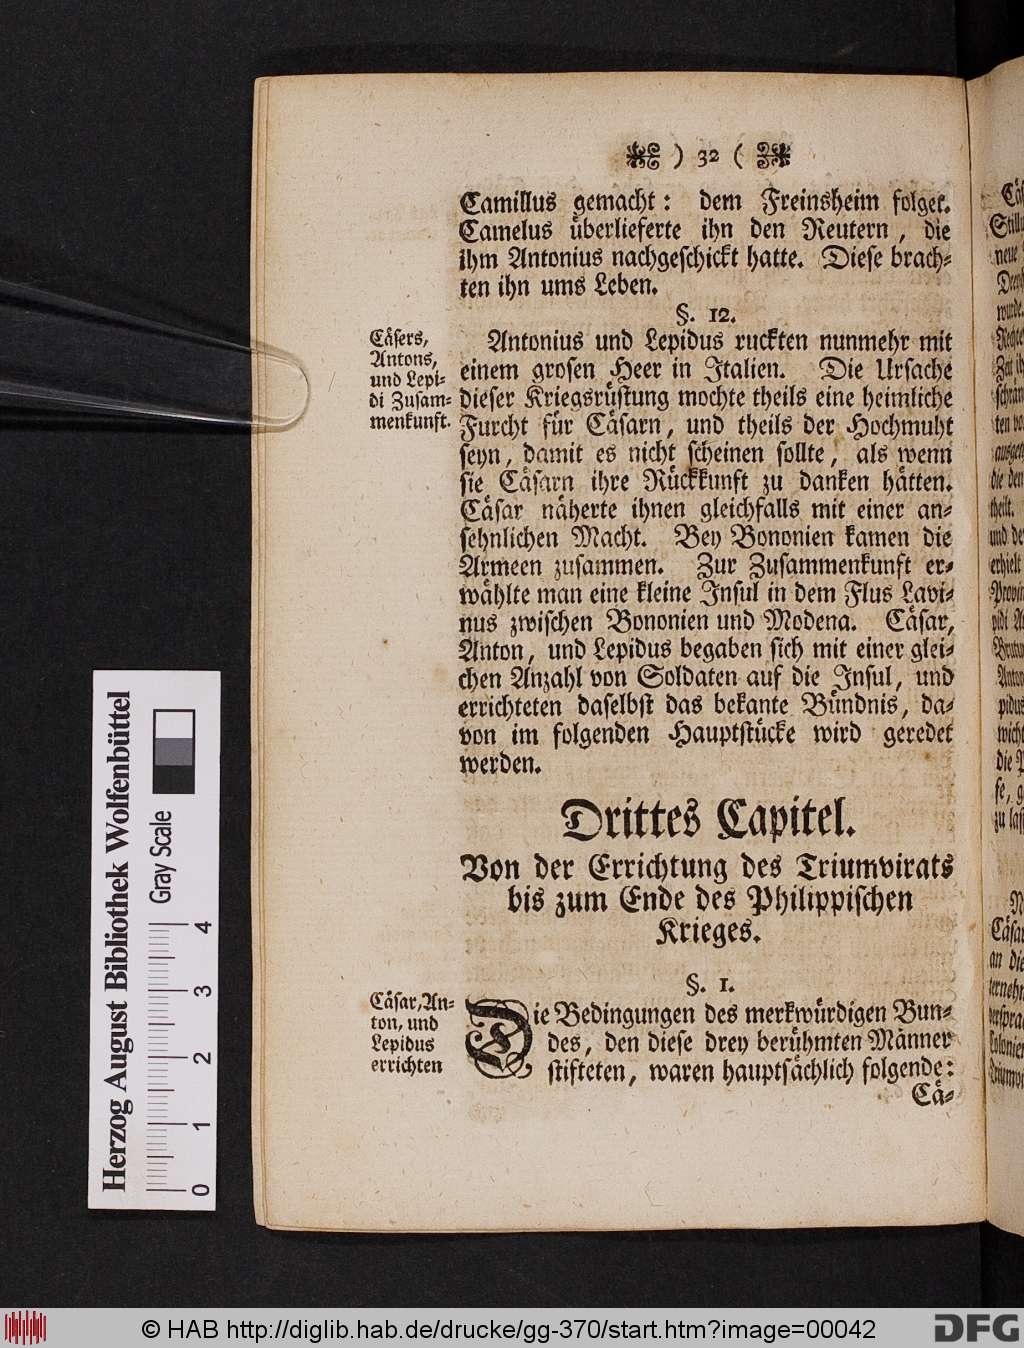 ) 32 (
Camillus gemacht: dem Freinsheim folget.
Camelus überlieferte ihn den Reutern, die
ihm Antonius nachgeschickt hatte. Diese brach-
ten ihn ums Leben.
§. 12.
Cäsers,
Antons,
und Lepi-
di Zusam-
menkunft.
Antonius und Lepidus ruckten nunmehr mit
einem grosen Heer in Italien. Die Ursache
dieser Kriegsrüstung mochte theils eine heimliche
Furcht für Cäsarn, und theils der Hochmuht
seyn, damit es nicht scheinen sollte, als wenn
sie Cäsarn ihre Rückkunft zu danken hätten.
Cäsar näherte ihnen gleichfalls mit einer an-
sehnlichen Macht. Bey Bononien kamen die
Armeen zusammen. Zur Zusammenkunft er-
wählte man eine kleine Insul in dem Flus Lavi-
nus zwischen Bononien und Modena. Cäsar,
Anton, und Lepidus begaben sich mit einer glei-
chen Anzahl von Soldaten auf die Insul, und
errichteten daselbst das bekante Bündnis, da-
von im folgenden Hauptstücke wird geredet
werden.
Drittes Capitel.
Von der Errichtung des Triumvirats
bis zum Ende des Philippischen
Krieges.
§. 1.
Cäsar, An-
ton, und
Lepidus
errichten
Die Bedingungen des merkwürdigen Bun-
des, den diese drey berühmten Männer
stifteten, waren hauptsächlich folgende:
Cä-
Herzog August Bibliothek Wolfenbüttel
Gray Scale
0 1 2 3 4
© HAB http://diglib.hab.de/drucke/gg-370/start.htm?image=00042
DFG